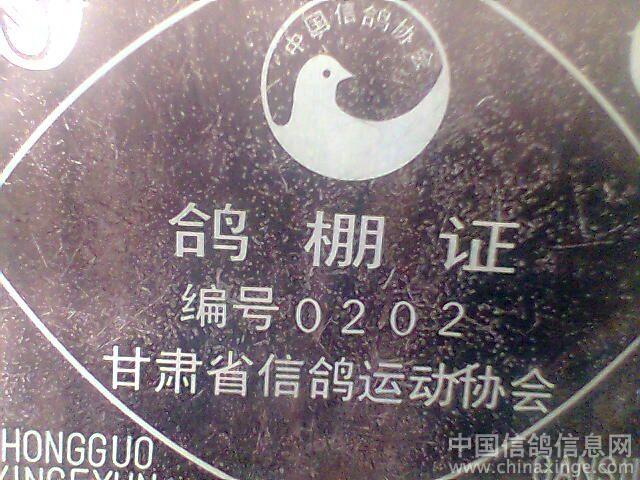 中国信鸽协会
鸽棚证
编号0202
甘肃省信鸽运动协会
HONGGUO
中国信鸽信息网
www.chinaxinge.com